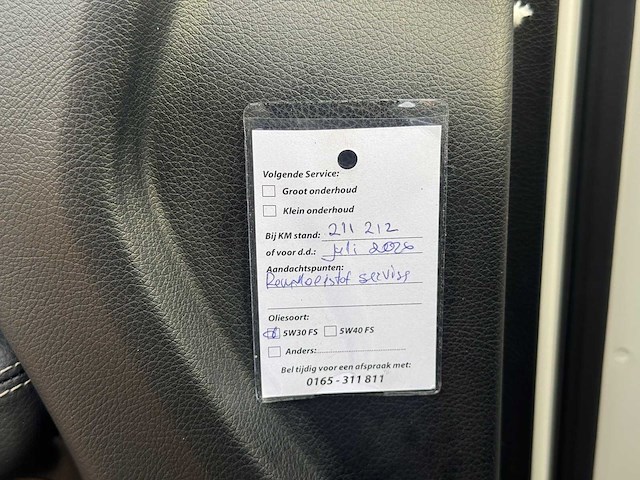 Volgende Service:
Groot onderhoud
Klein onderhoud
Bij KM stand: 211 212
of voor d.d.: juli 2026
Aandachtspunten:
Remvloeistof service
Oliesoort:
5W30 FS 5W40 FS
Anders:
Bel tijdig voor een afspraak met:
0165 - 311 811